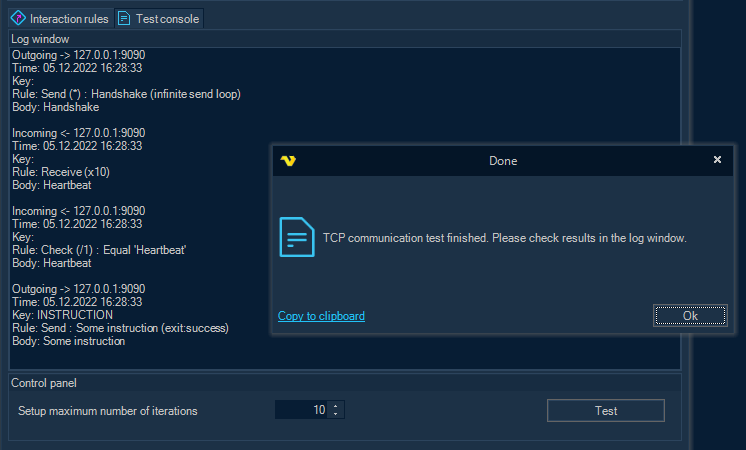 Interaction rules
Test console
Log window
Outgoing -> 127.0.0.1:9090
Time: 05.12.2022 16:28:33
Key:
Rule: Send (*) : Handshake (infinite send loop)
Body: Handshake
Incoming <- 127.0.0.1:9090
Time: 05.12.2022 16:28:33
Key:
Rule: Receive (x10)
Body: Heartbeat
Incoming <- 127.0.0.1:9090
Time: 05.12.2022 16:28:33
Key:
Rule: Check (/1) : Equal 'Heartbeat'
Body: Heartbeat
Outgoing -> 127.0.0.1:9090
Time: 05.12.2022 16:28:33
Key: INSTRUCTION
Rule: Send : Some instruction (exit:success)
Body: Some instruction
Done
TCP communication test finished. Please check results in the log window.
Copy to clipboard
Ok
Control panel
Setup maximum number of iterations
10
Test